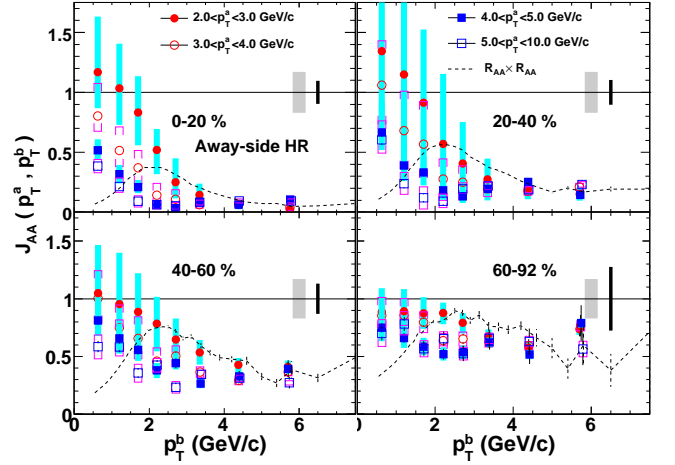 2.0<p_T^a<3.0 GeV/c
3.0<p_T^a<4.0 GeV/c
4.0<p_T^a<5.0 GeV/c
5.0<p_T^a<10.0 GeV/c
R_AA × R_AA
1.5
1
0.5
0
0-20 %
Away-side HR
20-40 %
J_AA ( p_T^a , p_T^b )
1.5
1
0.5
0
40-60 %
60-92 %
2 4 6
0 2 4 6
p_T^b (GeV/c)
p_T^b (GeV/c)